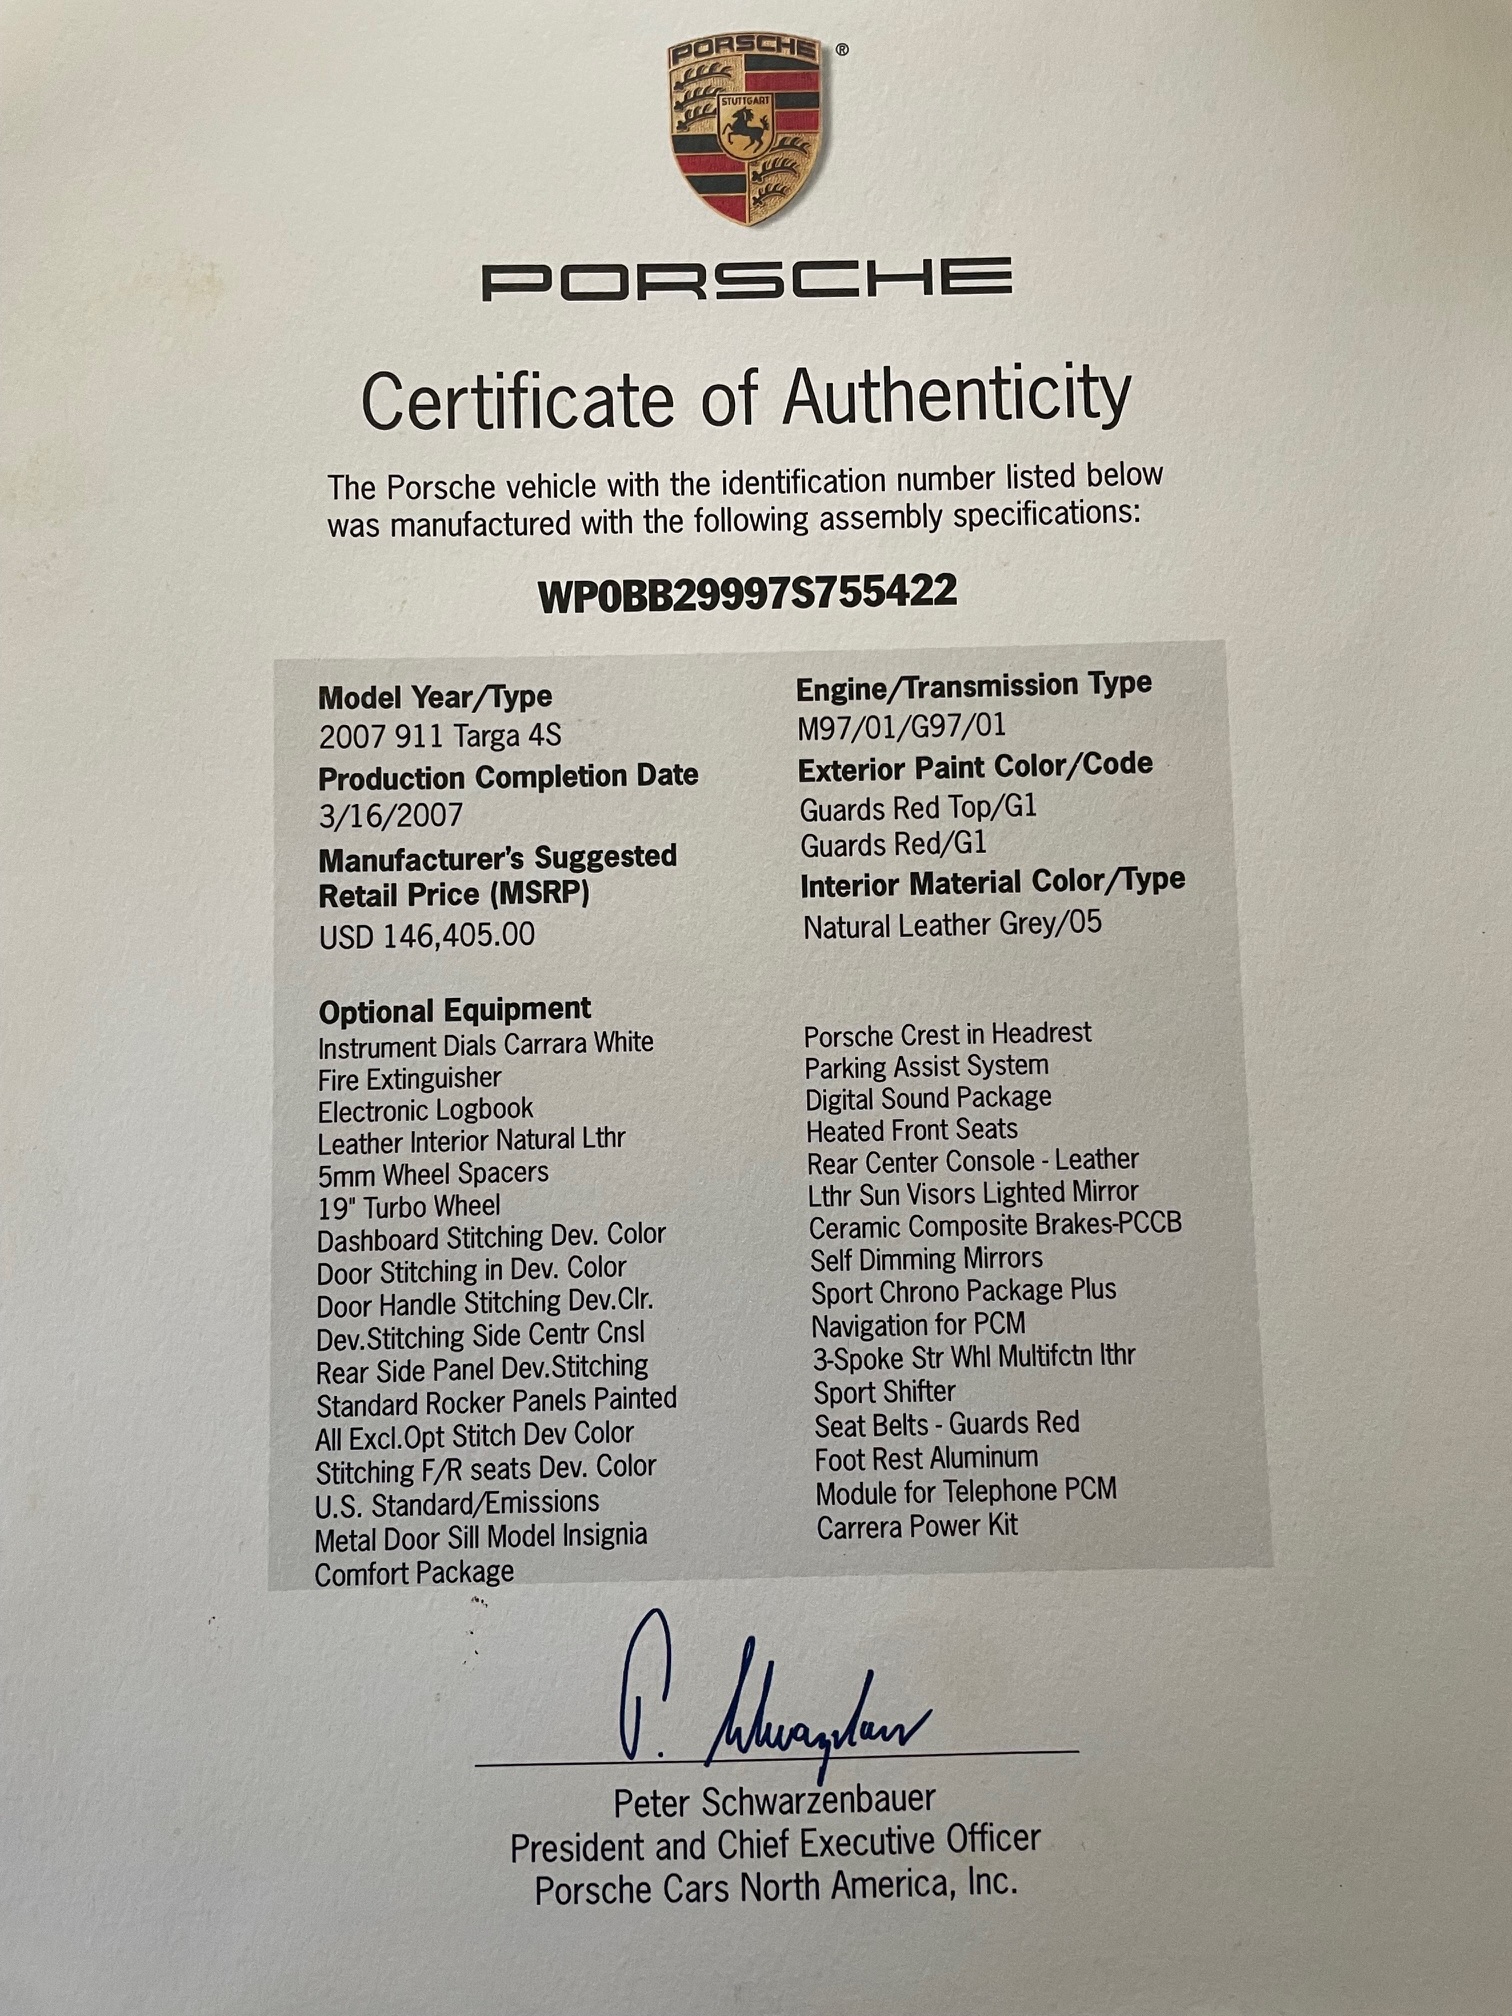 PORSCHE ®
STUTTGART
PORSCHE
Certificate of Authenticity
The Porsche vehicle with the identification number listed below
was manufactured with the following assembly specifications:
WP0BB29997S755422
Model Year/Type
2007 911 Targa 4S
Production Completion Date
3/16/2007
Manufacturer's Suggested
Retail Price (MSRP)
USD 146,405.00
Engine/Transmission Type
M97/01/G97/01
Exterior Paint Color/Code
Guards Red Top/G1
Guards Red/G1
Interior Material Color/Type
Natural Leather Grey/05
Optional Equipment
Instrument Dials Carrara White
Fire Extinguisher
Electronic Logbook
Leather Interior Natural Lthr
5mm Wheel Spacers
19" Turbo Wheel
Dashboard Stitching Dev. Color
Door Stitching in Dev. Color
Door Handle Stitching Dev.Clr.
Dev.Stitching Side Centr Cnsl
Rear Side Panel Dev.Stitching
Standard Rocker Panels Painted
All Excl.Opt Stitch Dev Color
Stitching F/R seats Dev. Color
U.S. Standard/Emissions
Metal Door Sill Model Insignia
Comfort Package
Porsche Crest in Headrest
Parking Assist System
Digital Sound Package
Heated Front Seats
Rear Center Console - Leather
Lthr Sun Visors Lighted Mirror
Ceramic Composite Brakes-PCCB
Self Dimming Mirrors
Sport Chrono Package Plus
Navigation for PCM
3-Spoke Str Whl Multifctn lthr
Sport Shifter
Seat Belts - Guards Red
Foot Rest Aluminum
Module for Telephone PCM
Carrera Power Kit
Peter Schwarzenbauer
President and Chief Executive Officer
Porsche Cars North America, Inc.